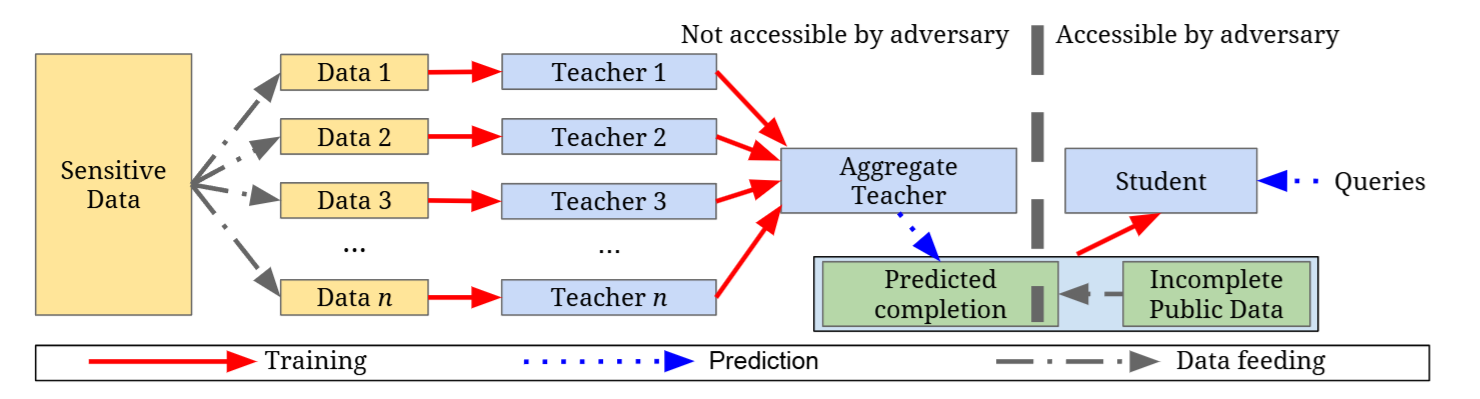 Not accessible by adversary
Accessible by adversary
Sensitive
Data
Data 1
Data 2
Data 3
...
Data n
Teacher 1
Teacher 2
Teacher 3
...
Teacher n
Aggregate
Teacher
Student
Queries
Predicted
completion
Incomplete
Public Data
Training
Prediction
Data feeding